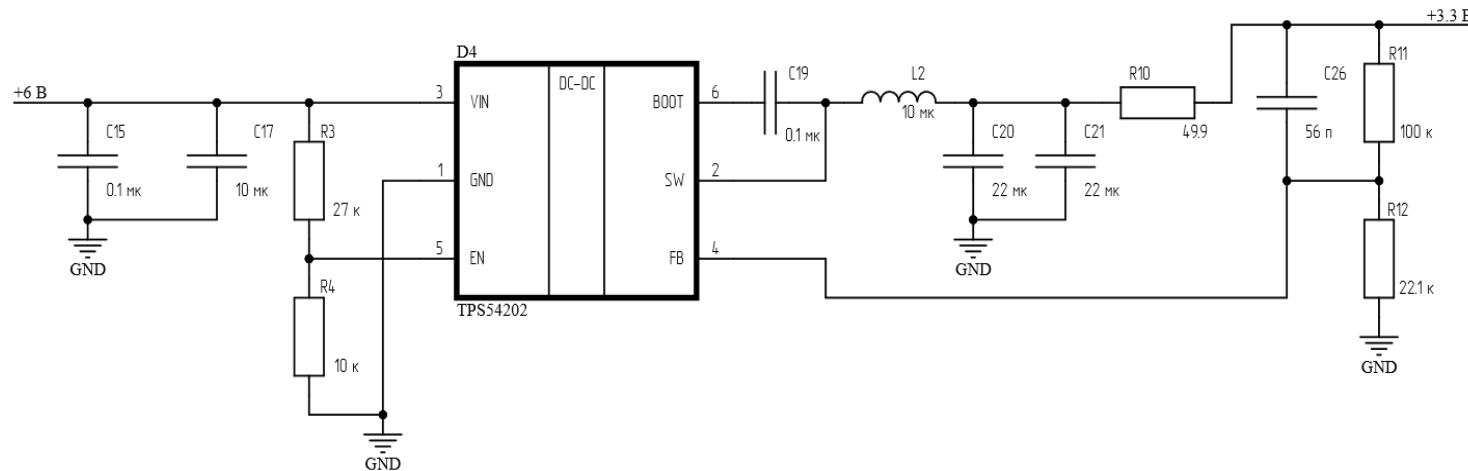 +6 В
C15
0.1 мк
C17
10 мк
R3
27 к
R4
10 к
GND
GND
D4
DC-DC
3
VIN
1
GND
5
EN
BOOT
6
SW
2
FB
4
TPS54202
C19
0.1 мк
L2
10 мк
C20
22 мк
C21
22 мк
GND
R10
49.9
+3.3 В
C26
56 п
R11
100 к
R12
22.1 к
GND